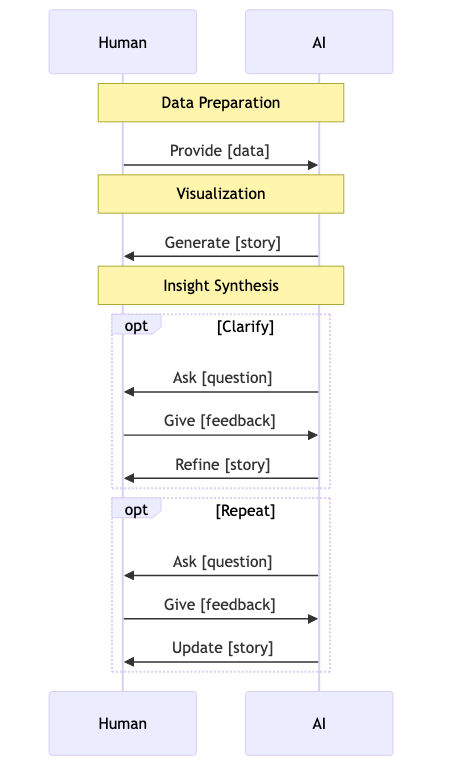 Human
AI
Data Preparation
Provide [data]
Visualization
Generate [story]
Insight Synthesis
opt
[Clarify]
Ask [question]
Give [feedback]
Refine [story]
opt
[Repeat]
Ask [question]
Give [feedback]
Update [story]
Human
AI